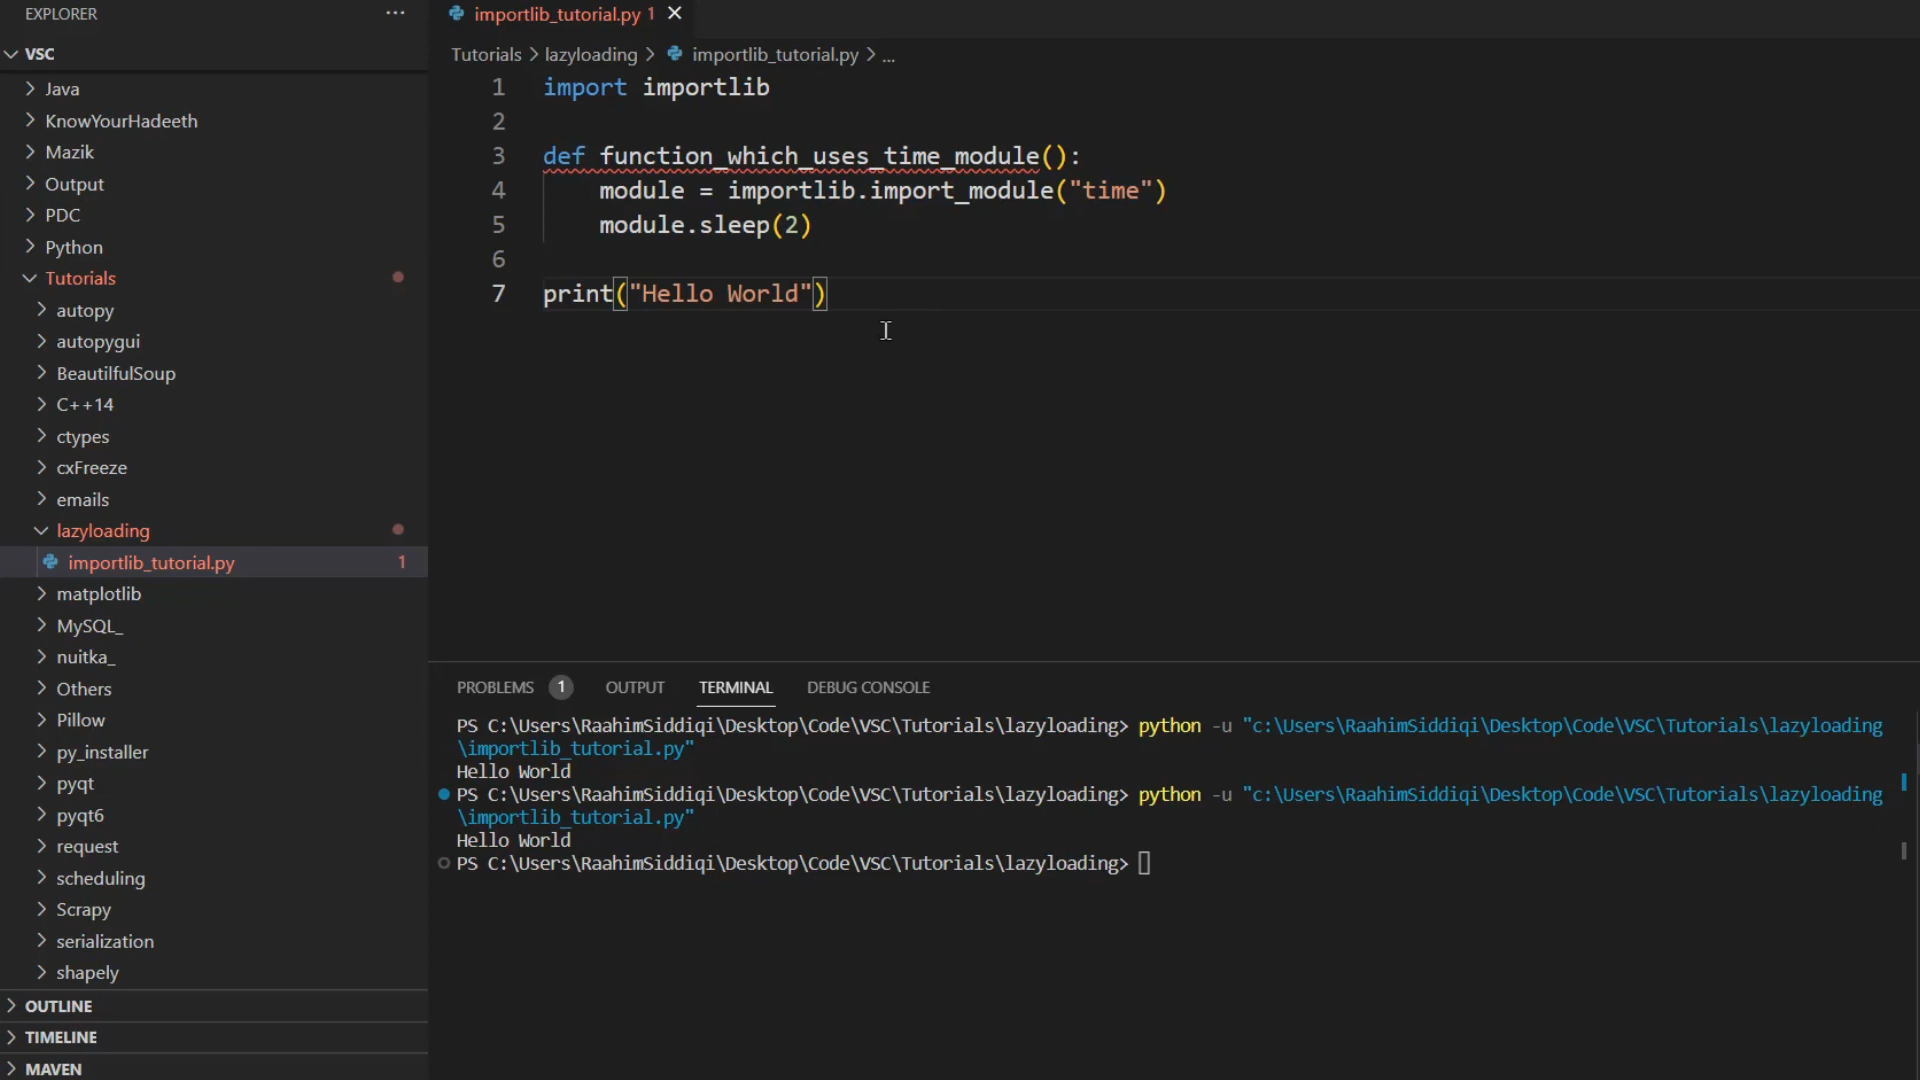 EXPLORER
···
VSC
Java
KnowYourHadeeth
Mazik
Output
PDC
Python
Tutorials
autopy
autopygui
BeautilfulSoup
C++14
ctypes
cxFreeze
emails
lazyloading
importlib_tutorial.py 1
matplotlib
MySQL_
nuitka_
Others
Pillow
py_installer
pyqt
pyqt6
request
scheduling
Scrapy
serialization
shapely
OUTLINE
TIMELINE
MAVEN
importlib_tutorial.py 1
Tutorials > lazyloading > importlib_tutorial.py > ...
1 import importlib
2
3 def function_which_uses_time_module():
4 module = importlib.import_module("time")
5 module.sleep(2)
6
7 print("Hello World")
PROBLEMS 1 OUTPUT TERMINAL DEBUG CONSOLE
PS C:\Users\RaahimSiddiqi\Desktop\Code\VSC\Tutorials\lazyloading> python -u "c:\Users\RaahimSiddiqi\Desktop\Code\VSC\Tutorials\lazyloading
\importlib_tutorial.py"
Hello World
PS C:\Users\RaahimSiddiqi\Desktop\Code\VSC\Tutorials\lazyloading> python -u "c:\Users\RaahimSiddiqi\Desktop\Code\VSC\Tutorials\lazyloading
\importlib_tutorial.py"
Hello World
PS C:\Users\RaahimSiddiqi\Desktop\Code\VSC\Tutorials\lazyloading>